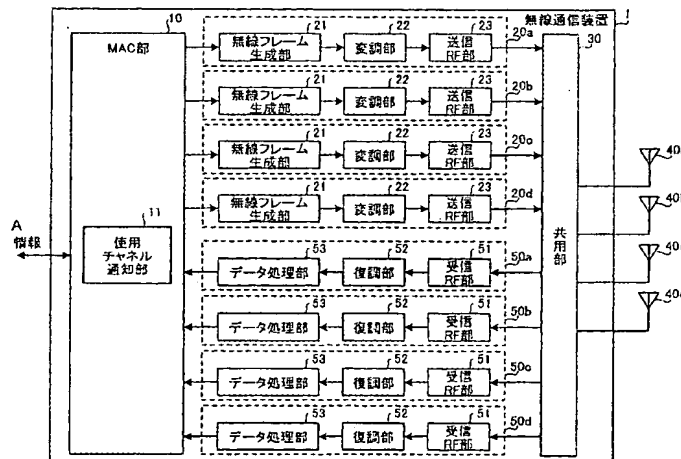 無線通信装置 1
10
MAC部
A
情報
11
使用
チャネル
通知部
21 22 23 20a
無線フレーム
生成部
変調部
送信
RF部
21 22 23 20b
無線フレーム
生成部
変調部
送信
RF部
21 22 23 20c
無線フレーム
生成部
変調部
送信
RF部
21 22 23 20d
無線フレーム
生成部
変調部
送信
RF部
53 52 51 50a
データ処理部
復調部
受信
RF部
53 52 51 50b
データ処理部
復調部
受信
RF部
53 52 51 50c
データ処理部
復調部
受信
RF部
53 52 51 50d
データ処理部
復調部
受信
RF部
30
共用部